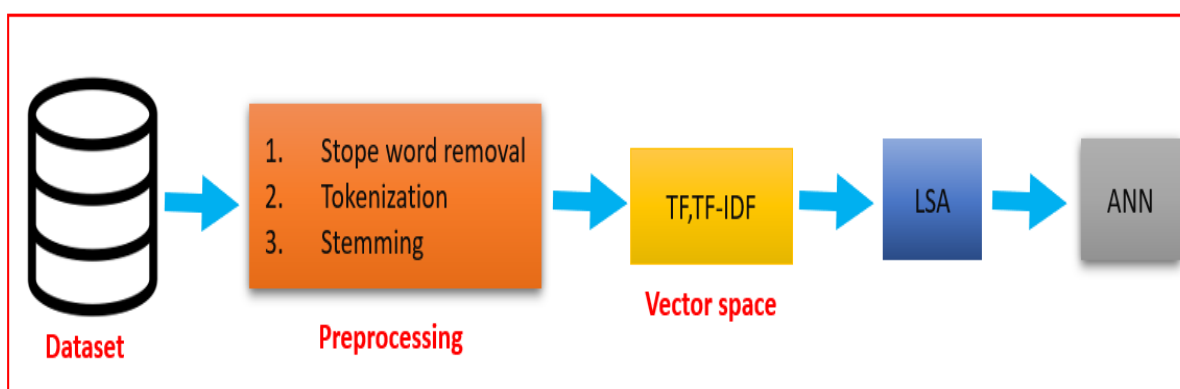 Dataset
1. Stope word removal
2. Tokenization
3. Stemming
Preprocessing
TF,TF-IDF
Vector space
LSA
ANN